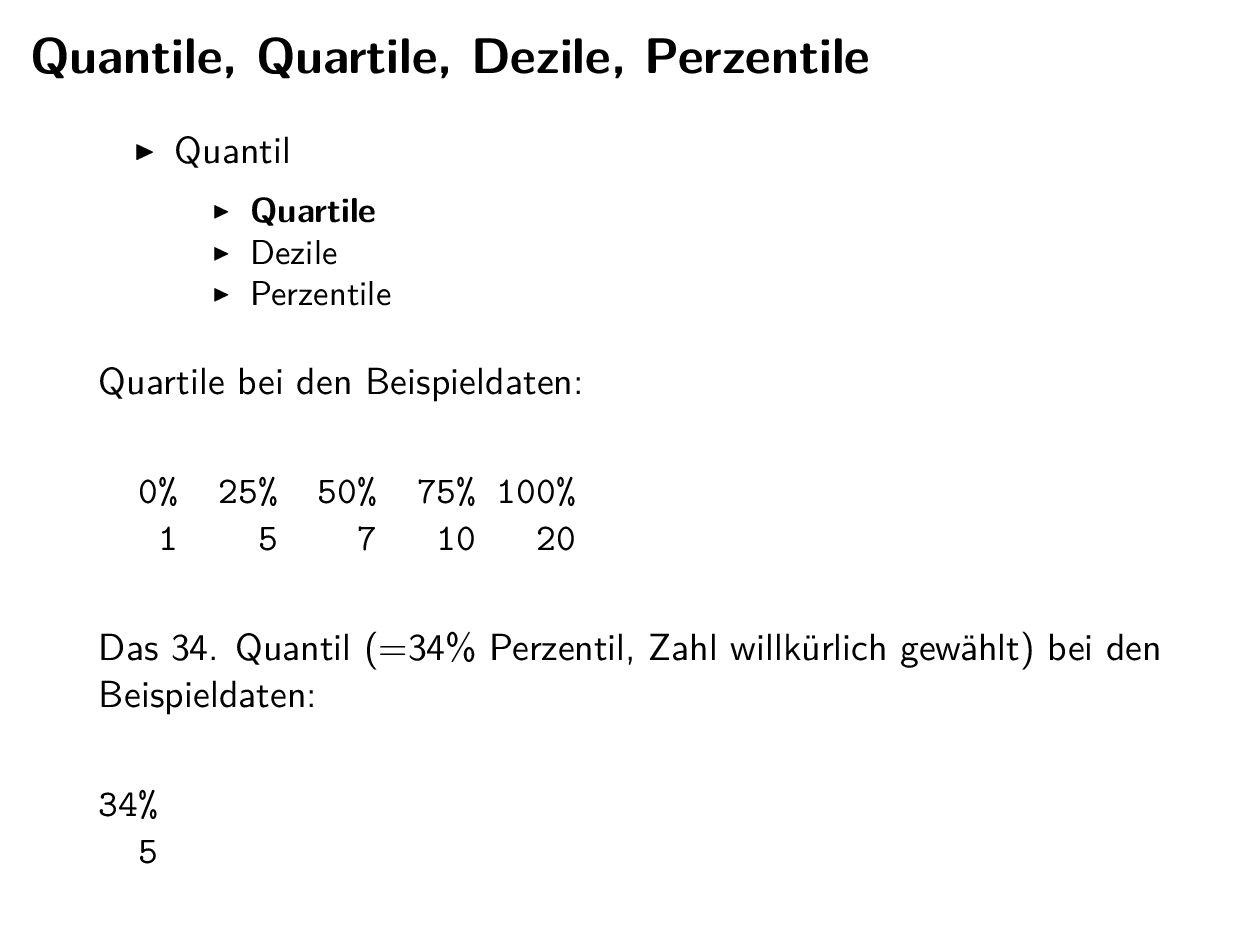 Quantile, Quartile, Dezile, Perzentile
▶ Quantil
▶ Quartile
▶ Dezile
▶ Perzentile
Quartile bei den Beispieldaten:
0% 25% 50% 75% 100%
1 5 7 10 20
Das 34. Quantil (=34% Perzentil, Zahl willkürlich gewählt) bei den
Beispieldaten:
34%
5